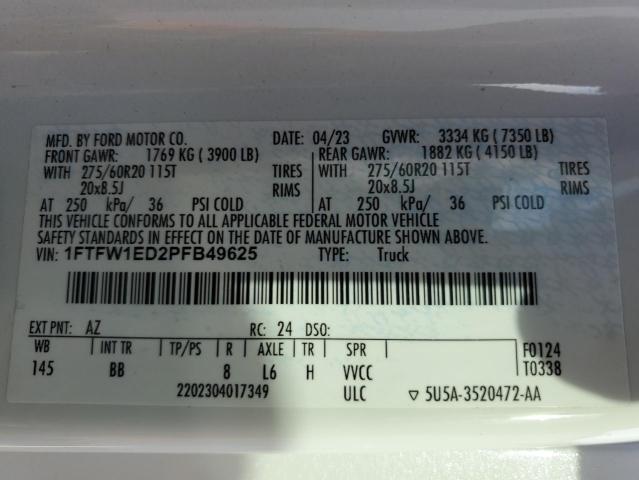 MFD. BY FORD MOTOR CO. DATE: 04/23 GVWR: 3334 KG ( 7350 LB)
FRONT GAWR: 1769 KG ( 3900 LB) REAR GAWR: 1882 KG ( 4150 LB)
WITH 275/60R20 115T TIRES WITH 275/60R20 115T TIRES
20x8.5J RIMS 20x8.5J RIMS
AT 250 kPa/ 36 PSI COLD AT 250 kPa/ 36 PSI COLD
THIS VEHICLE CONFORMS TO ALL APPLICABLE FEDERAL MOTOR VEHICLE
SAFETY STANDARDS IN EFFECT ON THE DATE OF MANUFACTURE SHOWN ABOVE.
VIN: 1FTFW1ED2PFB49625 TYPE: Truck
EXT PNT: AZ RC: 24 DSO:
WB INT TR TP/PS R AXLE TR SPR F0124
145 BB 8 L6 H VVCC T0338
2202304017349 ULC ▽ 5U5A-3520472-AA